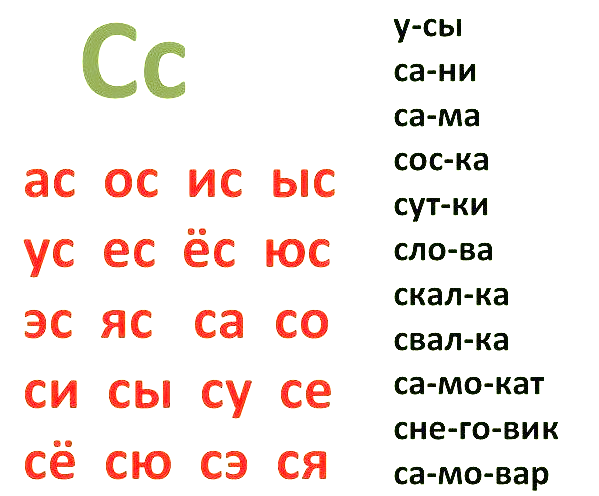 Сс
ас ос ис ыс
ус ес ёс юс
эс яс са со
си сы су се
сё сю сэ ся
у-сы
са-ни
са-ма
сос-ка
сут-ки
сло-ва
скал-ка
свал-ка
са-мо-кат
сне-го-вик
са-мо-вар